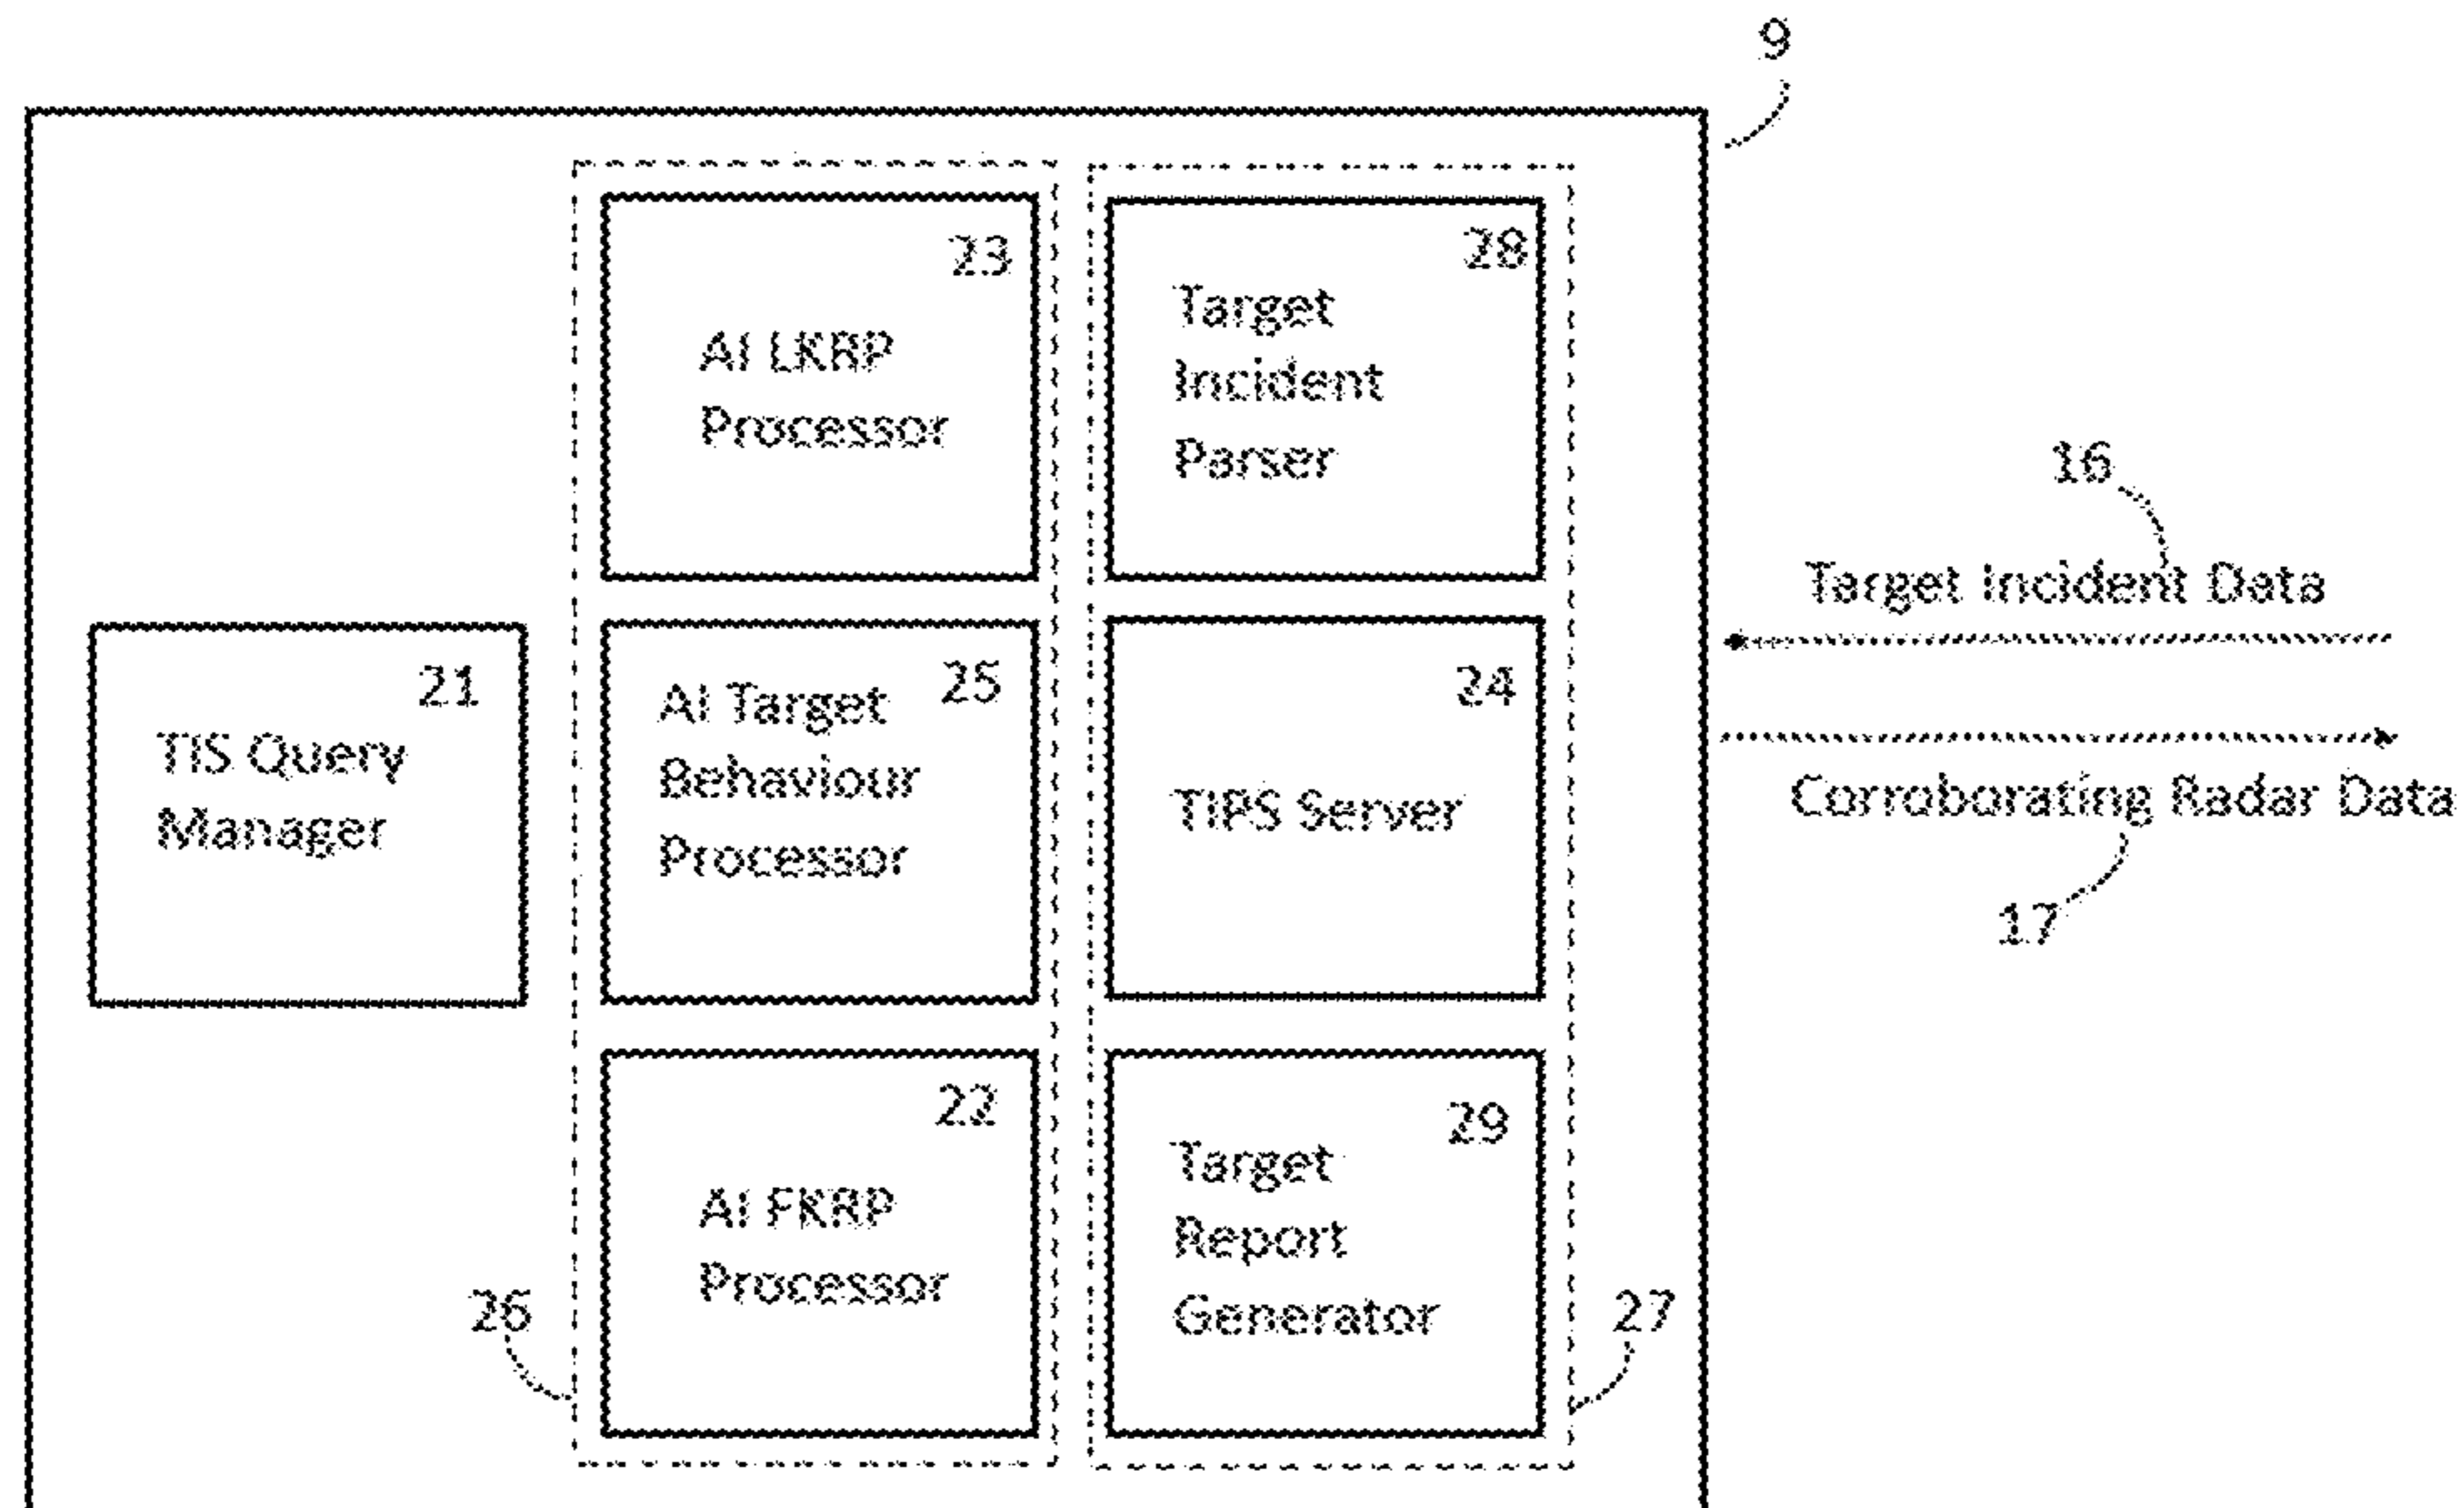 9
23
AI LKRP
Processor
28
Target
Incident
Parser
16
Target Incident Data
21
TIS Query
Manager
25
AI Target
Behaviour
Processor
24
TIPS Server
Corroborating Radar Data
17
22
AI FKRP
Processor
29
Target
Report
Generator
26
27